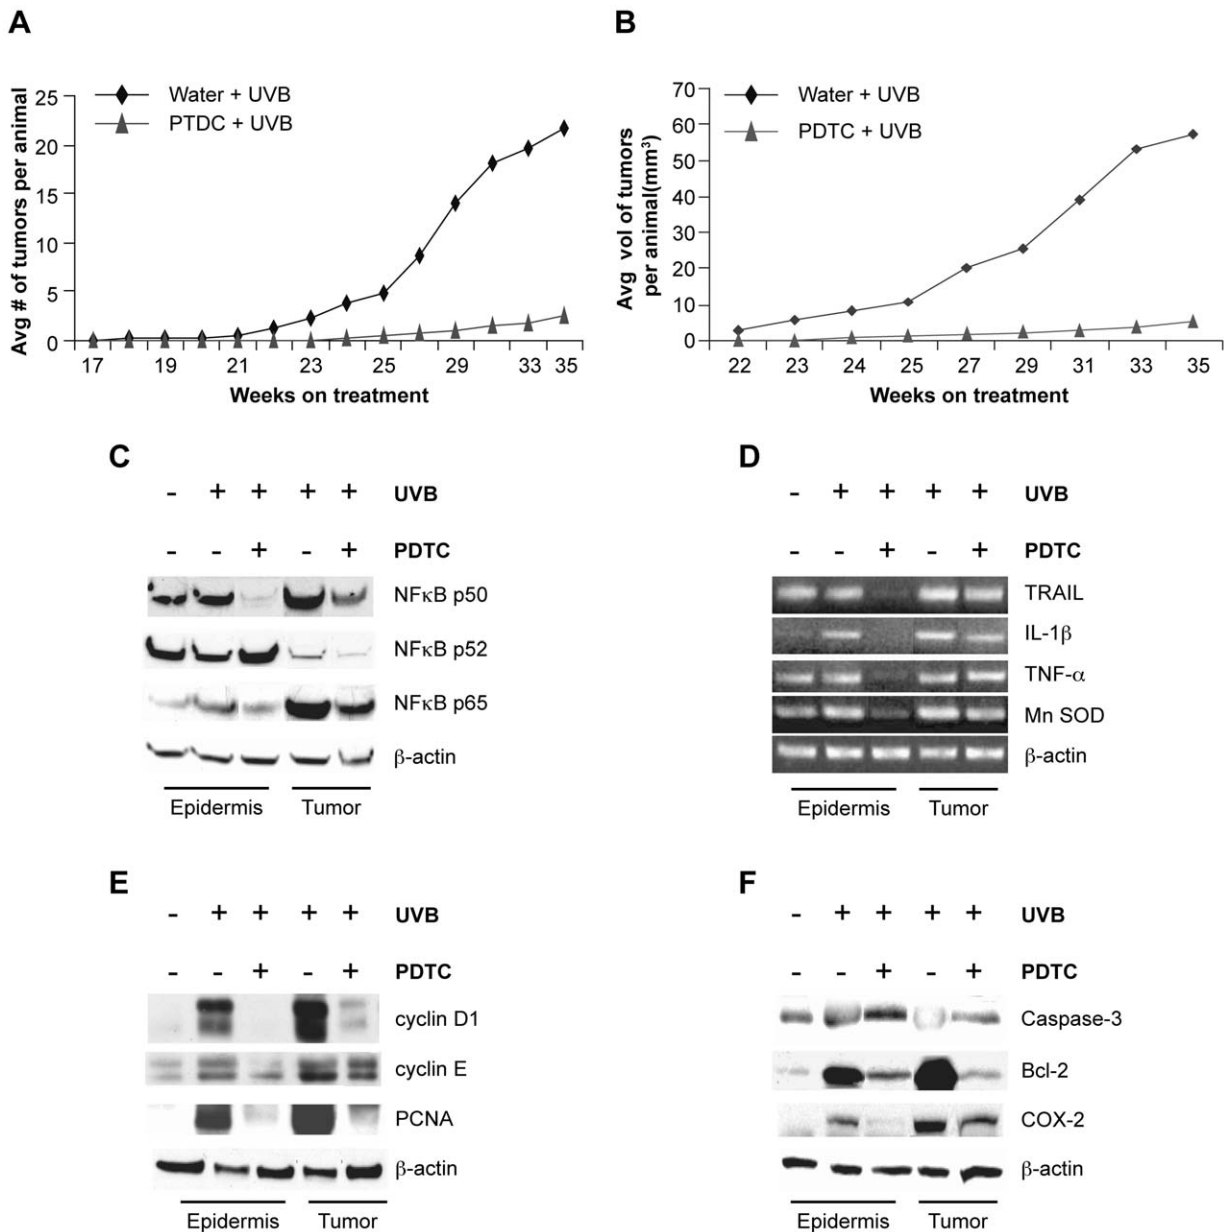 A
Water + UVB
PTDC + UVB
Avg # of tumors per animal
25
20
15
10
5
0
17 19 21 23 25 29 33 35
Weeks on treatment
B
Water + UVB
PDTC + UVB
Avg vol of tumors
per animal(mm³)
70
60
50
40
30
20
10
0
22 23 24 25 27 29 31 33 35
Weeks on treatment
C
- + + + + UVB
- - + - + PDTC
NFκB p50
NFκB p52
NFκB p65
β-actin
Epidermis Tumor
D
- + + + + UVB
- - + - + PDTC
TRAIL
IL-1β
TNF-α
Mn SOD
β-actin
Epidermis Tumor
E
- + + + + UVB
- - + - + PDTC
cyclin D1
cyclin E
PCNA
β-actin
Epidermis Tumor
F
- + + + + UVB
- - + - + PDTC
Caspase-3
Bcl-2
COX-2
β-actin
Epidermis Tumor